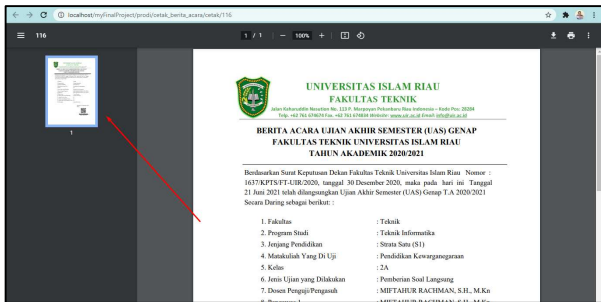 localhost/myFinalProject/prodi/cetak_berita_acara/cetak/116
116
1 / 1
100%
1
UNIVERSITAS ISLAM RIAU
FAKULTAS TEKNIK
Jalan Kaharuddin Nasution No. 113 P. Marpoyan Pekanbaru Riau Indonesia – Kode Pos: 28284
Telp. +62 761 674674 Fax. +62 761 674834 Website: www.uir.ac.id Email: info@uir.ac.id
BERITA ACARA UJIAN AKHIR SEMESTER (UAS) GENAP
FAKULTAS TEKNIK UNIVERSITAS ISLAM RIAU
TAHUN AKADEMIK 2020/2021
Berdasarkan Surat Keputusan Dekan Fakultas Teknik Universitas Islam Riau Nomor :
1637/KPTS/FT-UIR/2020, tanggal 30 Desember 2020, maka pada hari ini Tanggal
21 Juni 2021 telah dilangsungkan Ujian Akhir Semester (UAS) Genap T.A 2020/2021
Secara Daring sebagai berikut: :
1. Fakultas : Teknik
2. Program Studi : Teknik Informatika
3. Jenjang Pendidikan : Strata Satu (S1)
4. Matakuliah Yang Di Uji : Pendidikan Kewarganegaraan
5. Kelas : 2A
6. Jenis Ujian yang Dilakukan : Pemberian Soal Langsung
7. Dosen Penguji/Pengasuh : MIFTAHUR RACHMAN, S.H., M.Kn